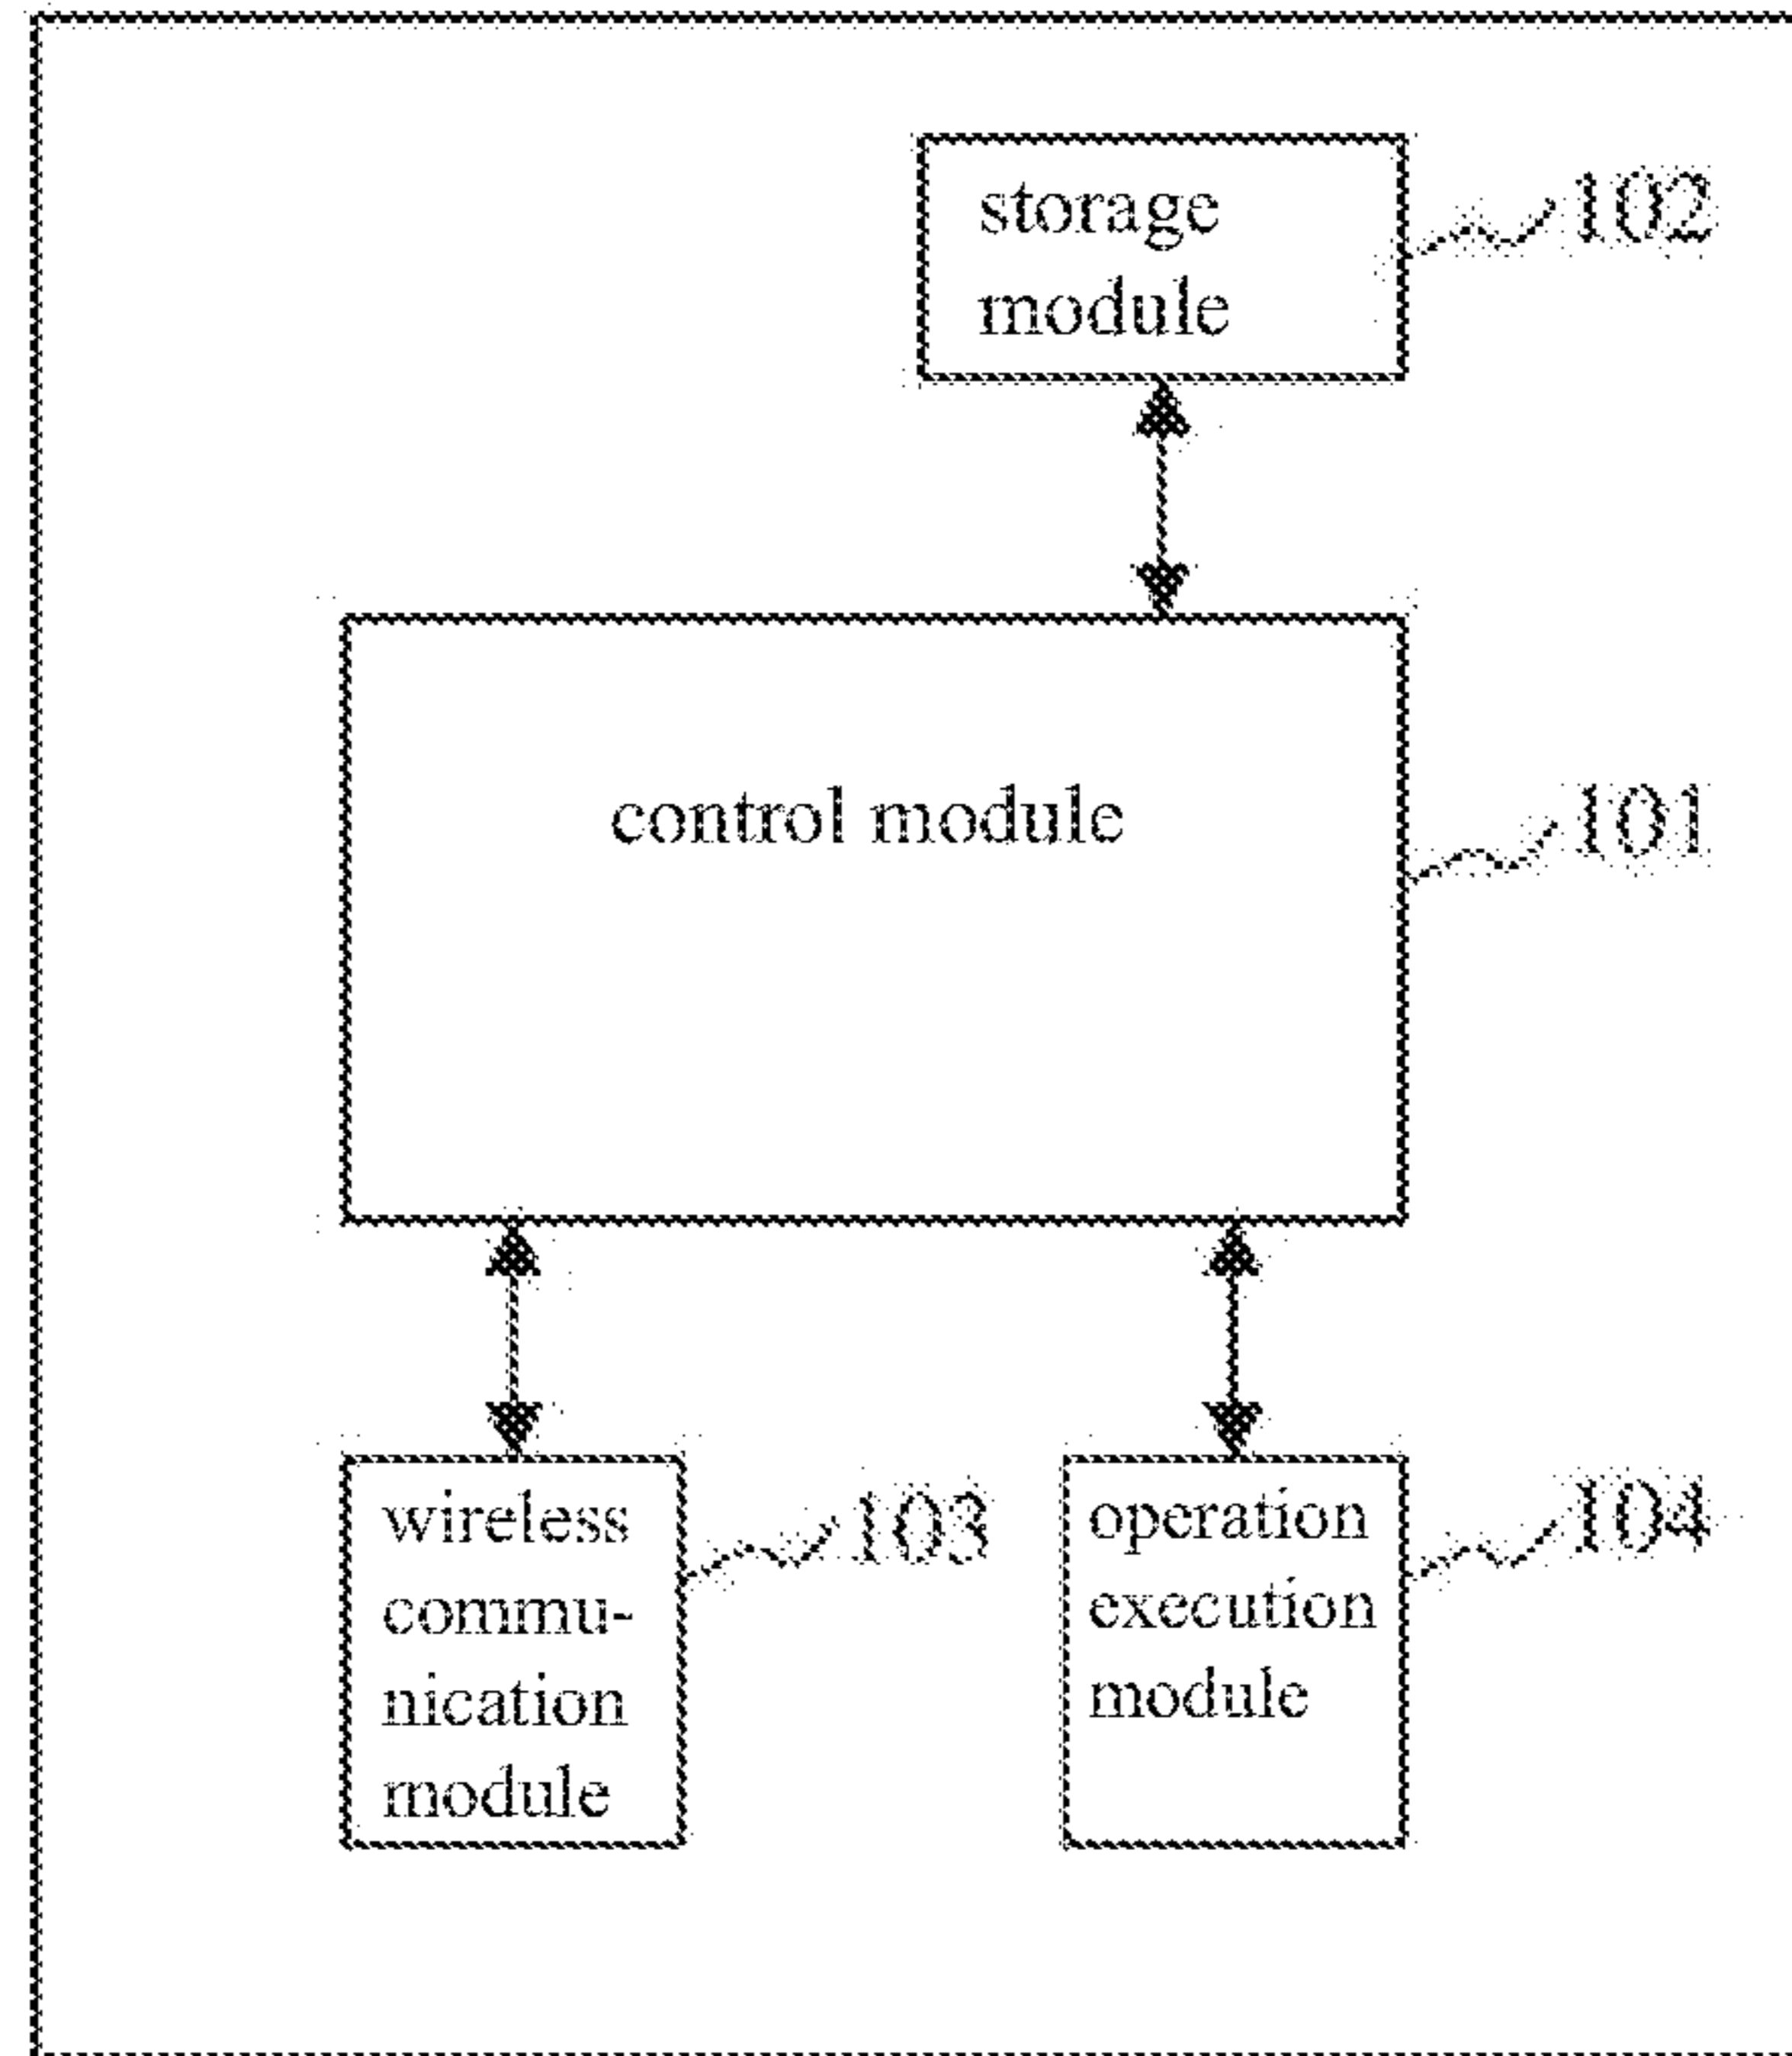 storage
module
102
control module
101
wireless
commu-
nication
module
103
operation
execution
module
104